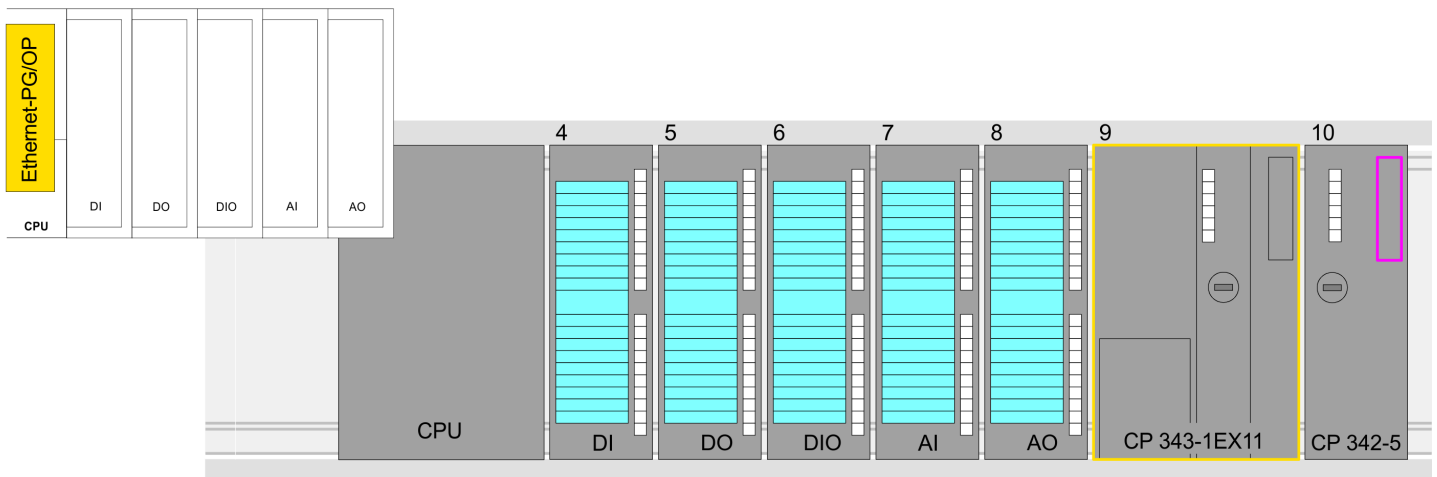 Ethernet-PG/OP
CPU
DI
DO
DIO
AI
AO
4
5
6
7
8
9
10
CPU
DI
DO
DIO
AI
AO
CP 343-1EX11
CP 342-5